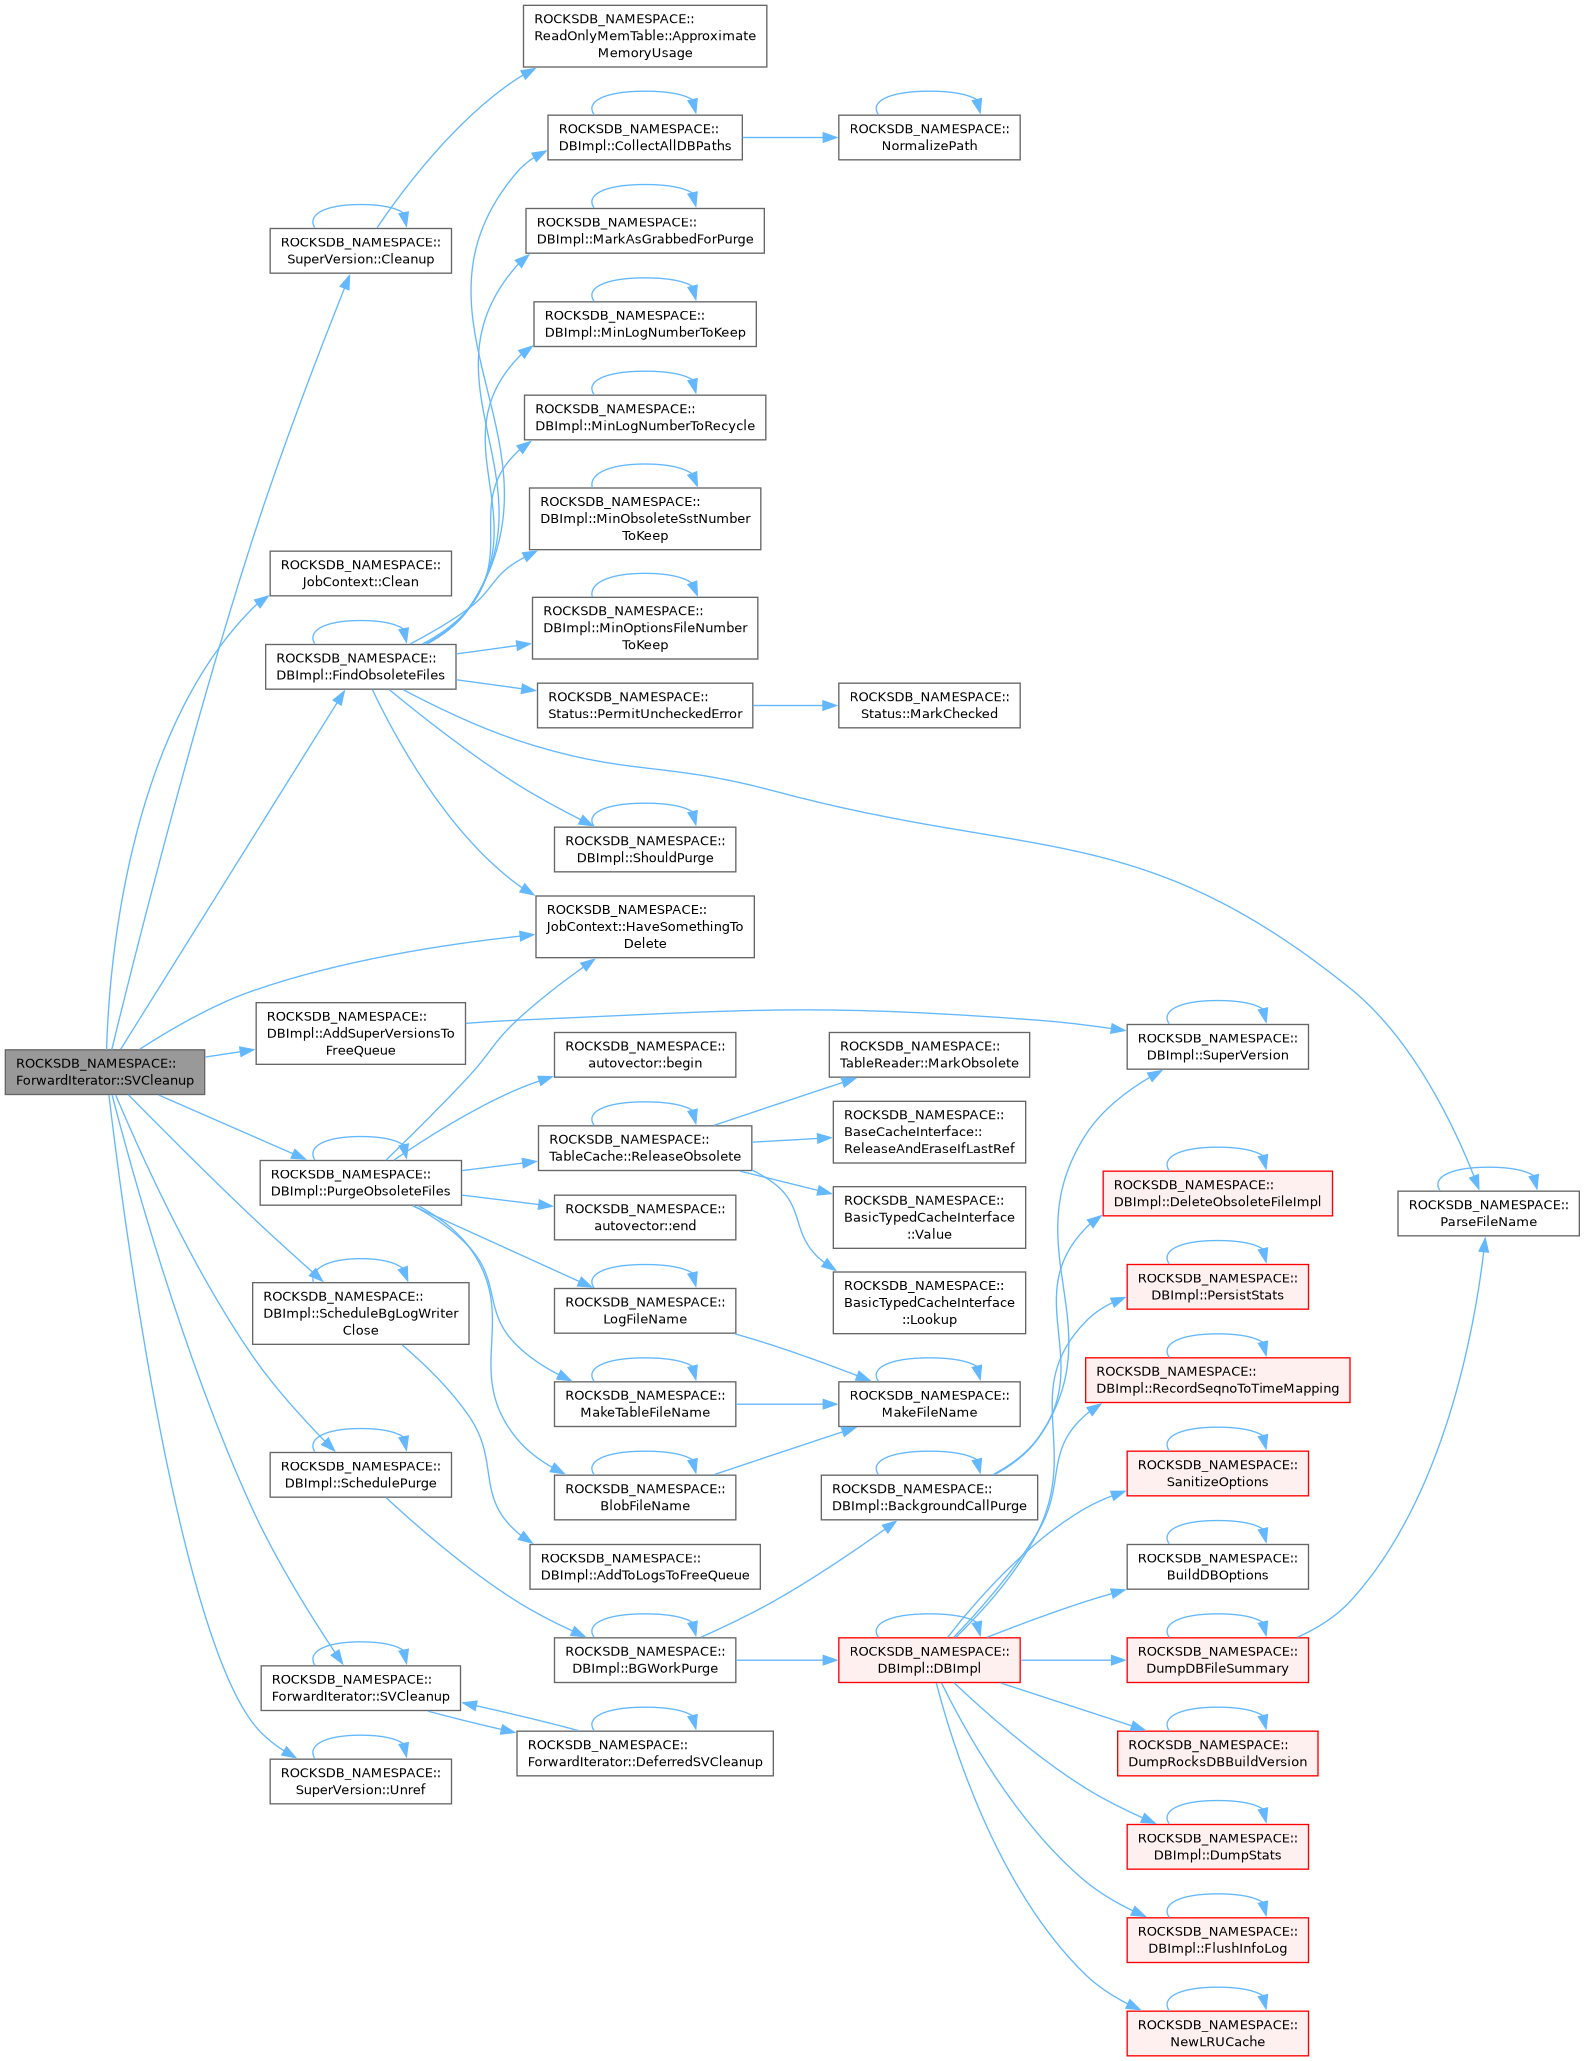 ROCKSDB_NAMESPACE::
ReadOnlyMemTable::Approximate
MemoryUsage
ROCKSDB_NAMESPACE::
DBImpl::CollectAllDBPaths
ROCKSDB_NAMESPACE::
NormalizePath
ROCKSDB_NAMESPACE::
DBImpl::MarkAsGrabbedForPurge
ROCKSDB_NAMESPACE::
SuperVersion::Cleanup
ROCKSDB_NAMESPACE::
DBImpl::MinLogNumberToKeep
ROCKSDB_NAMESPACE::
DBImpl::MinLogNumberToRecycle
ROCKSDB_NAMESPACE::
DBImpl::MinObsoleteSstNumber
ToKeep
ROCKSDB_NAMESPACE::
JobContext::Clean
ROCKSDB_NAMESPACE::
DBImpl::MinOptionsFileNumber
ToKeep
ROCKSDB_NAMESPACE::
DBImpl::FindObsoleteFiles
ROCKSDB_NAMESPACE::
Status::PermitUncheckedError
ROCKSDB_NAMESPACE::
Status::MarkChecked
ROCKSDB_NAMESPACE::
DBImpl::ShouldPurge
ROCKSDB_NAMESPACE::
JobContext::HaveSomethingTo
Delete
ROCKSDB_NAMESPACE::
DBImpl::AddSuperVersionsTo
FreeQueue
ROCKSDB_NAMESPACE::
DBImpl::SuperVersion
ROCKSDB_NAMESPACE::
autovector::begin
ROCKSDB_NAMESPACE::
TableReader::MarkObsolete
ROCKSDB_NAMESPACE::
ForwardIterator::SVCleanup
ROCKSDB_NAMESPACE::
BaseCacheInterface::
ReleaseAndEraseIfLastRef
ROCKSDB_NAMESPACE::
TableCache::ReleaseObsolete
ROCKSDB_NAMESPACE::
DBImpl::PurgeObsoleteFiles
ROCKSDB_NAMESPACE::
DBImpl::DeleteObsoleteFileImpl
ROCKSDB_NAMESPACE::
BasicTypedCacheInterface
::Value
ROCKSDB_NAMESPACE::
autovector::end
ROCKSDB_NAMESPACE::
ParseFileName
ROCKSDB_NAMESPACE::
DBImpl::PersistStats
ROCKSDB_NAMESPACE::
BasicTypedCacheInterface
::Lookup
ROCKSDB_NAMESPACE::
DBImpl::ScheduleBgLogWriter
Close
ROCKSDB_NAMESPACE::
LogFileName
ROCKSDB_NAMESPACE::
DBImpl::RecordSeqnoToTimeMapping
ROCKSDB_NAMESPACE::
MakeTableFileName
ROCKSDB_NAMESPACE::
MakeFileName
ROCKSDB_NAMESPACE::
DBImpl::SchedulePurge
ROCKSDB_NAMESPACE::
SanitizeOptions
ROCKSDB_NAMESPACE::
BlobFileName
ROCKSDB_NAMESPACE::
DBImpl::BackgroundCallPurge
ROCKSDB_NAMESPACE::
DBImpl::AddToLogsToFreeQueue
ROCKSDB_NAMESPACE::
BuildDBOptions
ROCKSDB_NAMESPACE::
DBImpl::BGWorkPurge
ROCKSDB_NAMESPACE::
DBImpl::DBImpl
ROCKSDB_NAMESPACE::
DumpDBFileSummary
ROCKSDB_NAMESPACE::
ForwardIterator::SVCleanup
ROCKSDB_NAMESPACE::
ForwardIterator::DeferredSVCleanup
ROCKSDB_NAMESPACE::
DumpRocksDBBuildVersion
ROCKSDB_NAMESPACE::
SuperVersion::Unref
ROCKSDB_NAMESPACE::
DBImpl::DumpStats
ROCKSDB_NAMESPACE::
DBImpl::FlushInfoLog
ROCKSDB_NAMESPACE::
NewLRUCache